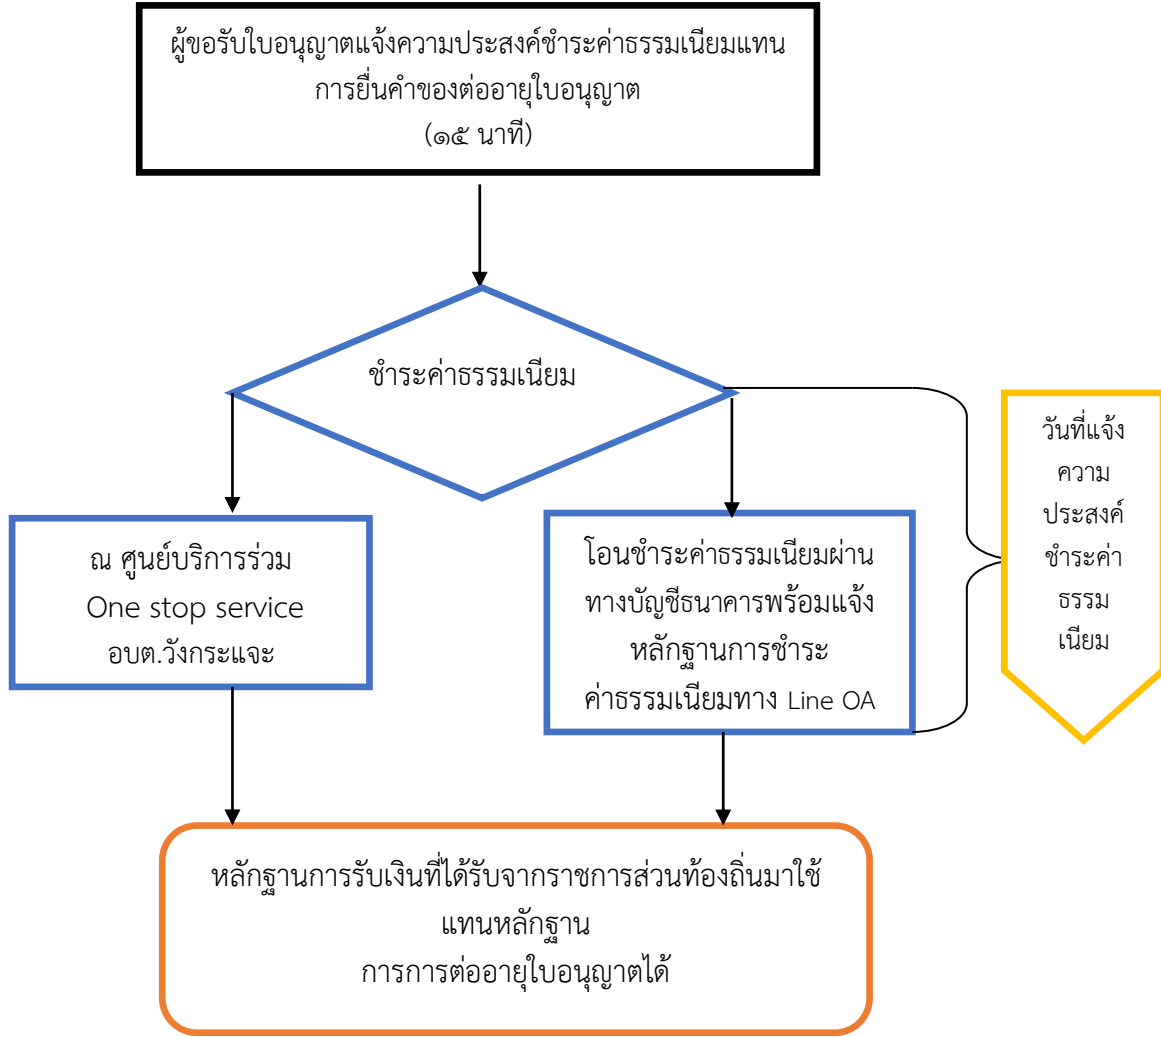 ผู้ขอรับใบอนุญาตแจ้งความประสงค์ชำระค่าธรรมเนียมแทน
การยื่นคำของต่ออายุใบอนุญาต
(๑๕ นาที)
ชำระค่าธรรมเนียม
ณ ศูนย์บริการร่วม
One stop service
อบต.วังกระแจะ
โอนชำระค่าธรรมเนียมผ่าน
ทางบัญชีธนาคารพร้อมแจ้ง
หลักฐานการชำระ
ค่าธรรมเนียมทาง Line OA
วันที่แจ้ง
ความ
ประสงค์
ชำระค่า
ธรรม
เนียม
หลักฐานการรับเงินที่ได้รับจากราชการส่วนท้องถิ่นมาใช้
แทนหลักฐาน
การการต่ออายุใบอนุญาตได้